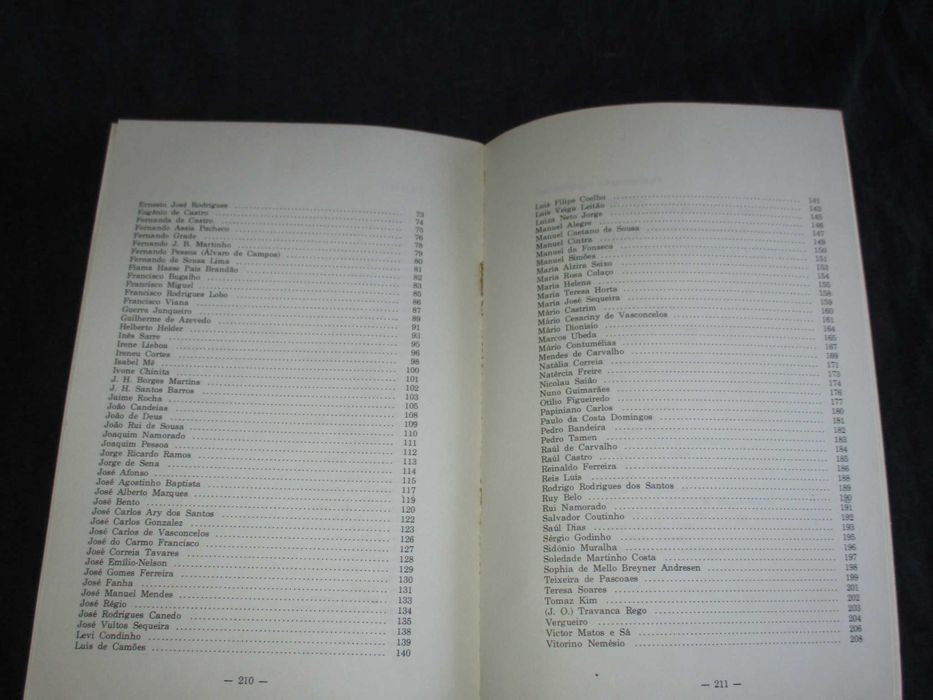 Ernesto José Rodrigues 73
Eugénio de Castro 74
Fernanda de Castro 75
Fernando Assis Pacheco 76
Fernando Grade 78
Fernando J. B. Martinho 79
Fernando Pessoa (Álvaro de Campos) 80
Fernando de Sousa Lima 81
Fiama Hasse Pais Brandão 82
Francisco Bugalho 83
Francisco Miguel 85
Francisco Rodrigues Lobo 86
Francisco Viana 87
Guerra Junqueiro 89
Guilherme de Azevedo 91
Helberto Helder 93
Inês Sarre 95
Irene Lisboa 96
Ireneu Cortes 98
Isabel Mé 100
Ivone Chinita 101
J. H. Borges Martins 102
J. H. Santos Barros 103
Jaime Rocha 105
João Candeias 108
João de Deus 109
João Rui de Sousa 110
Joaquim Namorado 111
Joaquim Pessoa 112
Jorge Ricardo Ramos 113
Jorge de Sena 114
José Afonso 115
José Agostinho Baptista 117
José Alberto Marques 119
José Bento 120
José Carlos Ary dos Santos 122
José Carlos Gonzalez 123
José Carlos de Vasconcelos 126
José do Carmo Francisco 127
José Correia Tavares 128
José Emílio-Nelson 129
José Gomes Ferreira 130
José Fanha 131
José Manuel Mendes 133
José Régio 134
José Rodrigues Canedo 135
José Vultos Sequeira 138
Levi Condinho 139
Luís de Camões 140
— 210 —
Luís Filipe Coelho 141
Luís Veiga Leitão 143
Luiza Neto Jorge 145
Manuel Alegre 146
Manuel Caetano de Sousa 147
Manuel Cintra 149
Manuel da Fonseca 150
Manuel Simões 151
Maria Alzira Seixo 153
Maria Rosa Colaço 154
Maria Helena 155
Maria Teresa Horta 158
Maria José Sequeira 159
Mário Castrim 160
Mário Cesariny de Vasconcelos 161
Mário Dionísio 164
Marcos Ubeda 165
Mário Contumélias 167
Mendes de Carvalho 169
Natália Correia 171
Natércia Freire 173
Nicolau Saião 174
Nuno Guimarães 176
Otílio Figueiredo 177
Papiniano Carlos 180
Paulo da Costa Domingos 181
Pedro Bandeira 182
Pedro Tamen 183
Raúl de Carvalho 184
Raúl Castro 185
Reinaldo Ferreira 186
Reis Luís 188
Rodrigo Rodrigues dos Santos 189
Ruy Belo 190
Rui Namorado 191
Salvador Coutinho 192
Saúl Dias 193
Sérgio Godinho 195
Sidónio Muralha 196
Soledade Martinho Costa 197
Sophia de Mello Breyner Andresen 198
Teixeira de Pascoaes 199
Teresa Soares 201
Tomaz Kim 202
(J. O.) Travanca Rego 203
Vergueiro 204
Victor Matos e Sá 206
Vitorino Nemésio 208
— 211 —